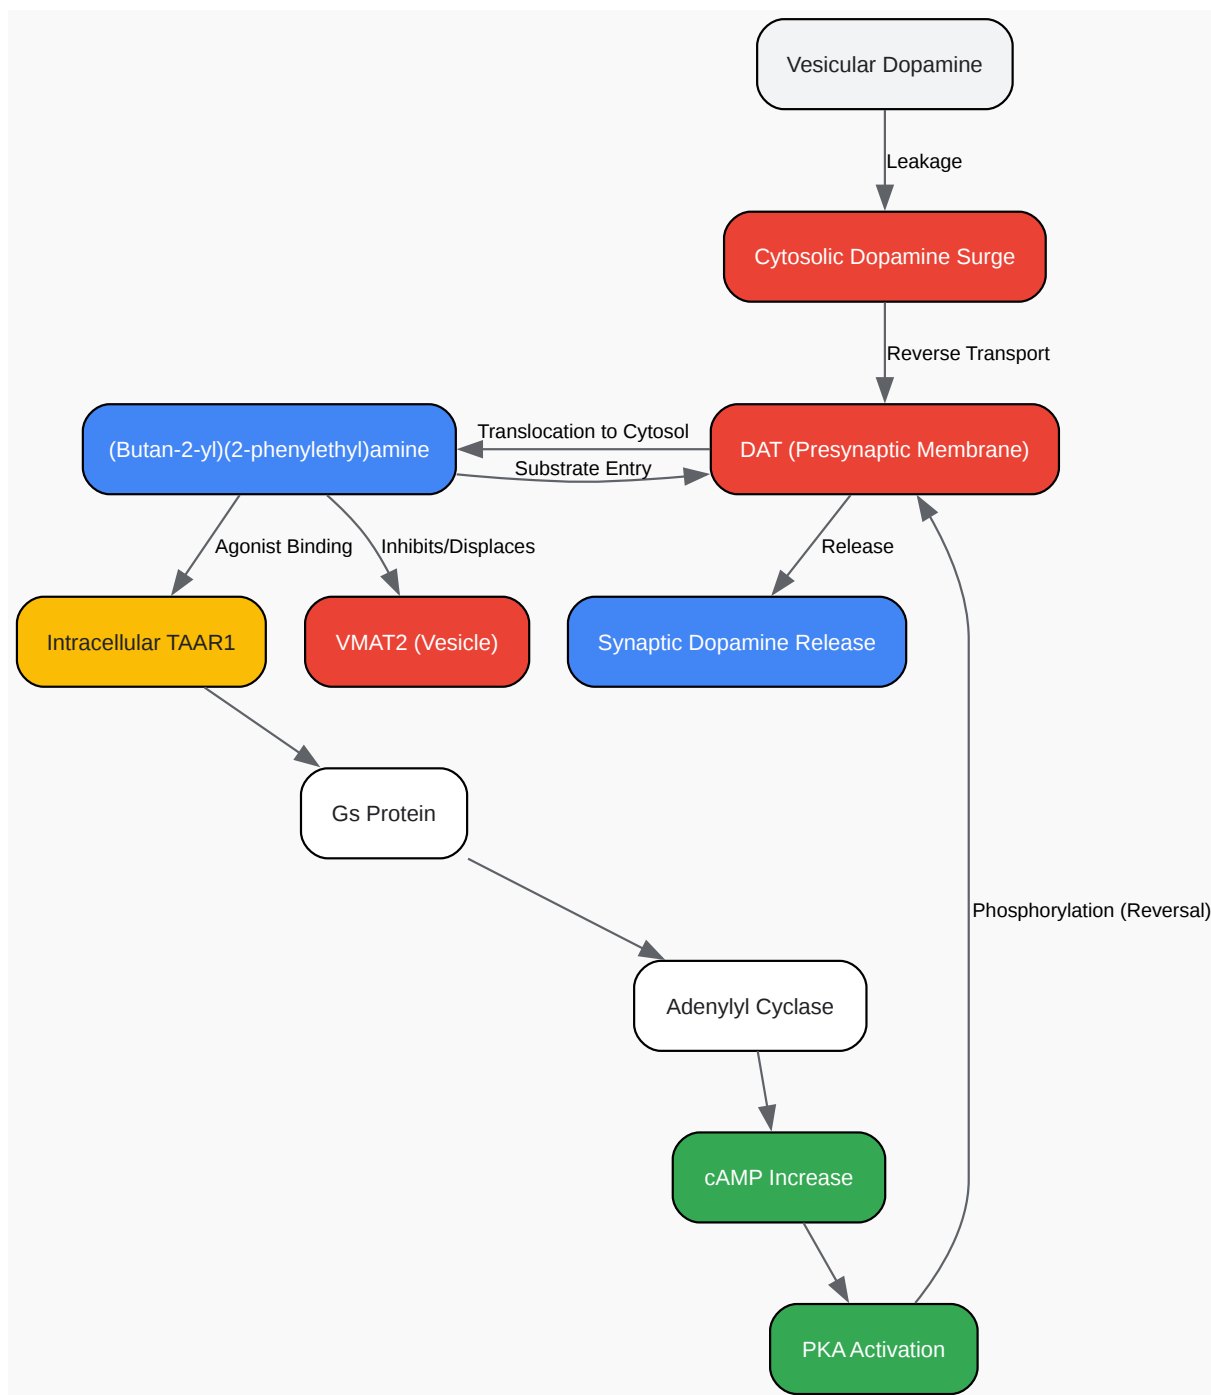 Vesicular Dopamine
Leakage
Cytosolic Dopamine Surge
Reverse Transport
(Butan-2-yl)(2-phenylethyl)amine
Translocation to Cytosol
Substrate Entry
DAT (Presynaptic Membrane)
Agonist Binding
Inhibits/Displaces
Release
Intracellular TAAR1
VMAT2 (Vesicle)
Synaptic Dopamine Release
Gs Protein
Phosphorylation (Reversal)
Adenylyl Cyclase
cAMP Increase
PKA Activation